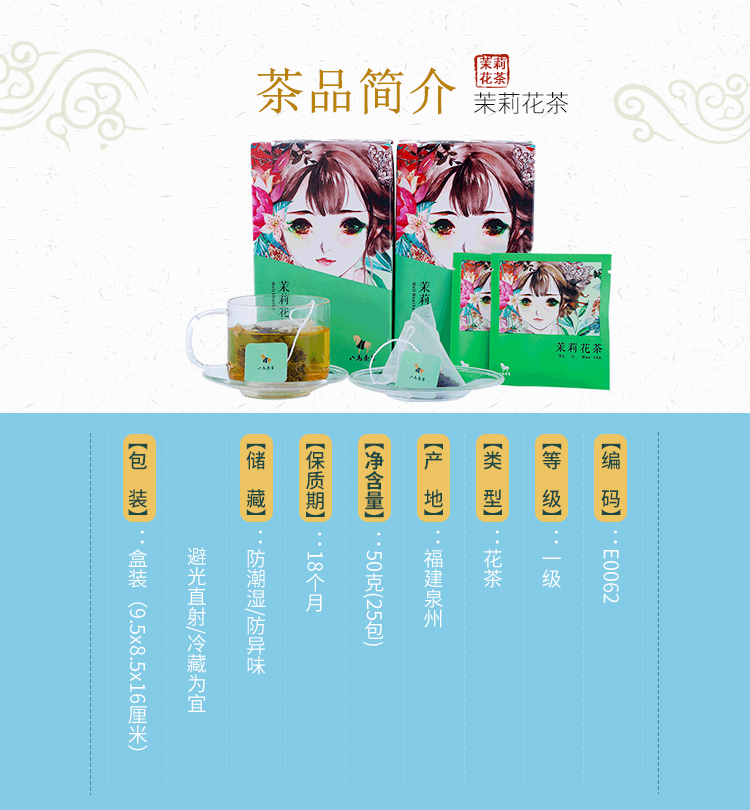 茶品简介
茉莉
花茶
茉莉花茶
茉莉花
茉莉花
茉莉花茶
八马茶业
八马茶业
【编码】：E0062
【等级】：一级
【类型】：花茶
【产地】：福建泉州
【净含量】：50克(25包)
【保质期】：18个月
【储藏】：防潮湿/防异味
避光直射/冷藏为宜
【包装】：盒装（9.5x8.5x16厘米）